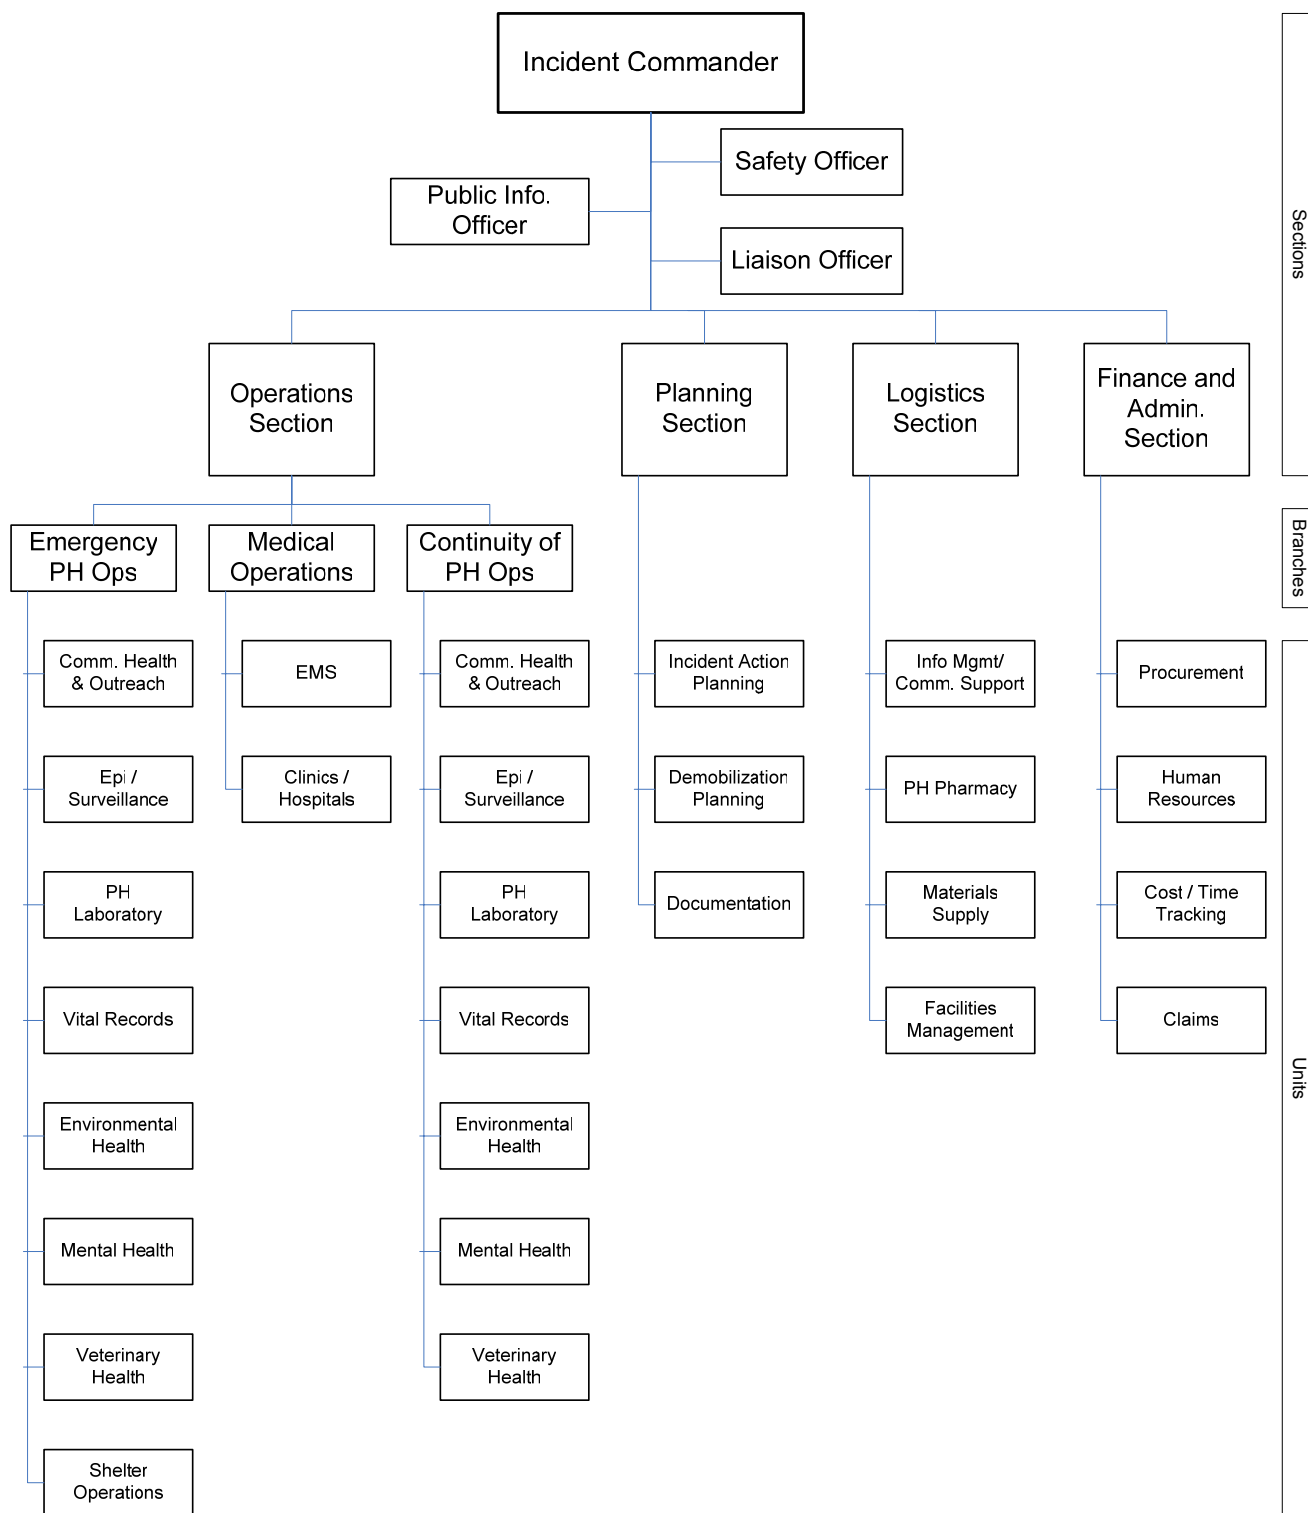 Incident Commander
Safety Officer
Public Info.
Officer
Liaison Officer
Sections
Operations
Section
Planning
Section
Logistics
Section
Finance and
Admin.
Section
Branches
Emergency
PH Ops
Medical
Operations
Continuity of
PH Ops
Units
Comm. Health
& Outreach
EMS
Comm. Health
& Outreach
Incident Action
Planning
Info Mgmt/
Comm. Support
Procurement
Epi /
Surveillance
Clinics /
Hospitals
Epi /
Surveillance
Demobilization
Planning
PH Pharmacy
Human
Resources
PH
Laboratory
PH
Laboratory
Documentation
Materials
Supply
Cost / Time
Tracking
Vital Records
Vital Records
Facilities
Management
Claims
Environmental
Health
Environmental
Health
Mental Health
Mental Health
Veterinary
Health
Veterinary
Health
Shelter
Operations